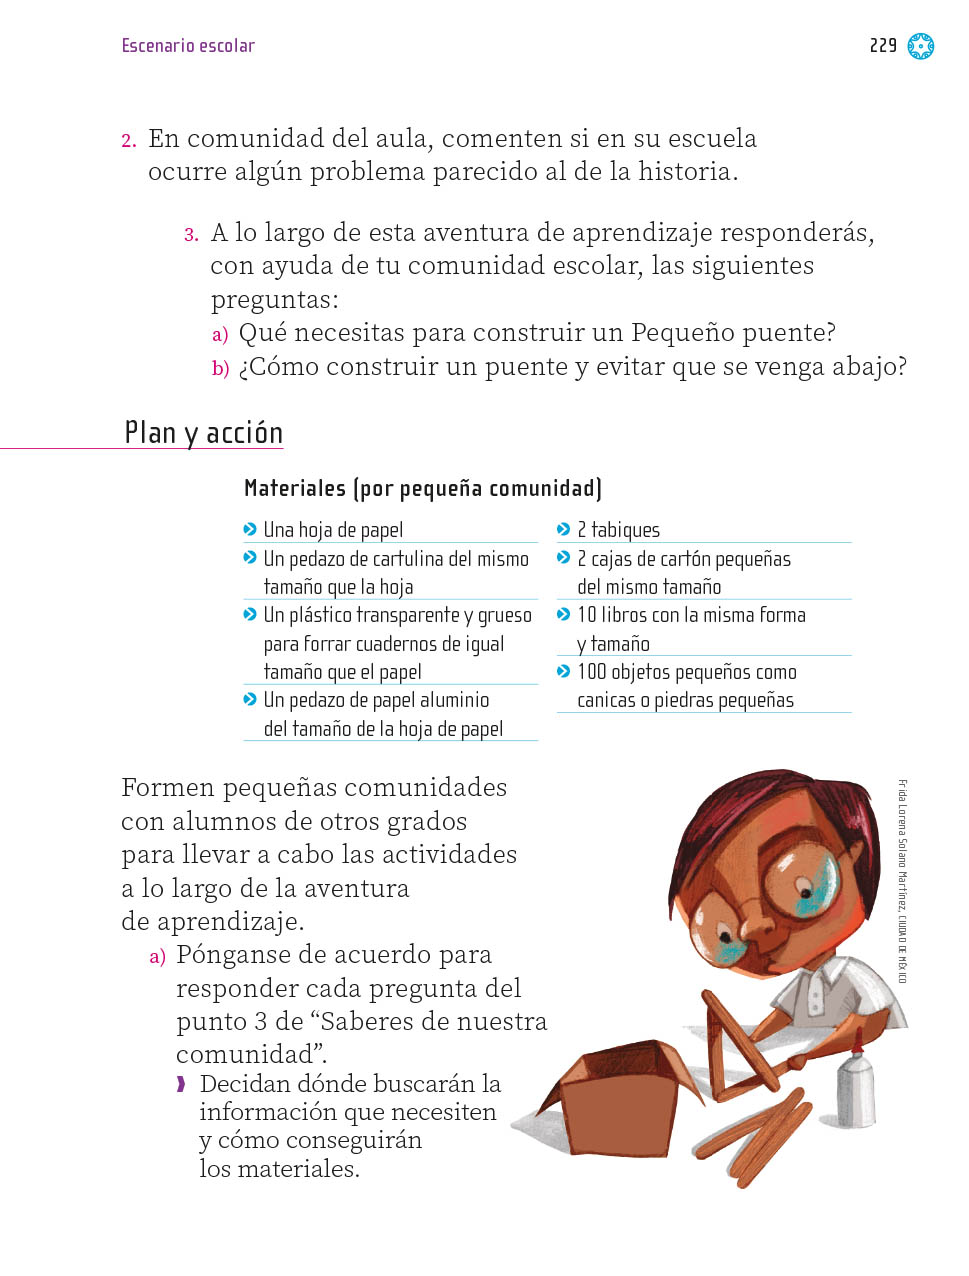 Escenario escolar
229
2. En comunidad del aula, comenten si en su escuela
ocurre algún problema parecido al de la historia.
3. A lo largo de esta aventura de aprendizaje responderás,
con ayuda de tu comunidad escolar, las siguientes
preguntas:
a) Qué necesitas para construir un Pequeño puente?
b) ¿Cómo construir un puente y evitar que se venga abajo?
Plan y acción
Materiales (por pequeña comunidad)
Una hoja de papel
Un pedazo de cartulina del mismo
tamaño que la hoja
Un plástico transparente y grueso
para forrar cuadernos de igual
tamaño que el papel
Un pedazo de papel aluminio
del tamaño de la hoja de papel
2 tabiques
2 cajas de cartón pequeñas
del mismo tamaño
10 libros con la misma forma
y tamaño
100 objetos pequeños como
canicas o piedras pequeñas
Formen pequeñas comunidades
con alumnos de otros grados
para llevar a cabo las actividades
a lo largo de la aventura
de aprendizaje.
a) Pónganse de acuerdo para
responder cada pregunta del
punto 3 de “Saberes de nuestra
comunidad”.
Decidan dónde buscarán la
información que necesiten
y cómo conseguirán
los materiales.
Frida Lorena Solano Martínez, CIUDAD DE MÉXICO